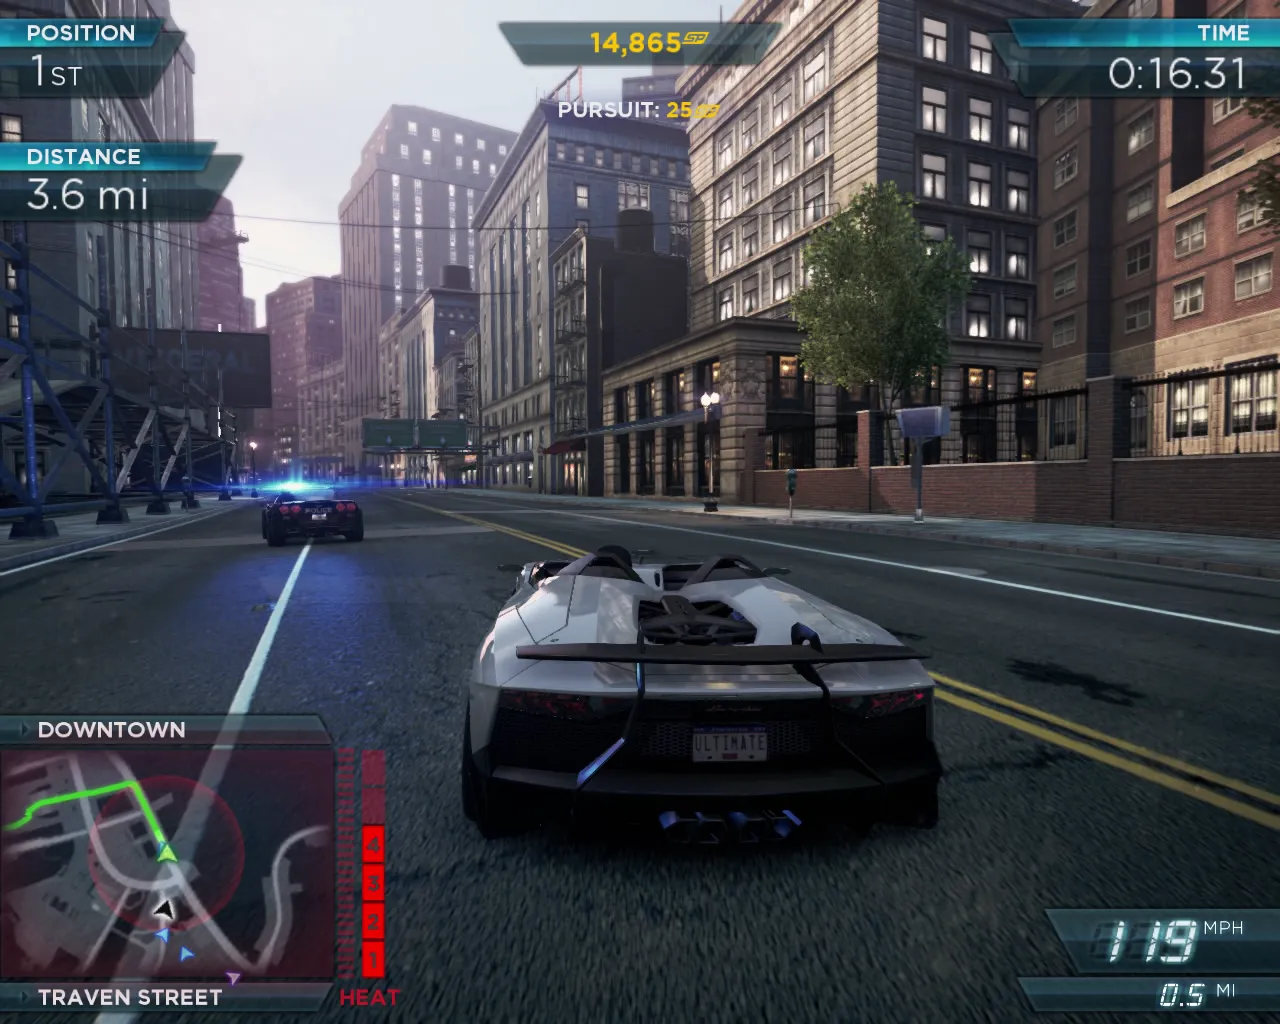 POSITION
1ST
14,865 SP
TIME
0:16.31
PURSUIT: 25
DISTANCE
3.6 mi
POLICE
ULTIMATE
DOWNTOWN
4
3
2
1
HEAT
TRAVEN STREET
119 MPH
0.5 MI